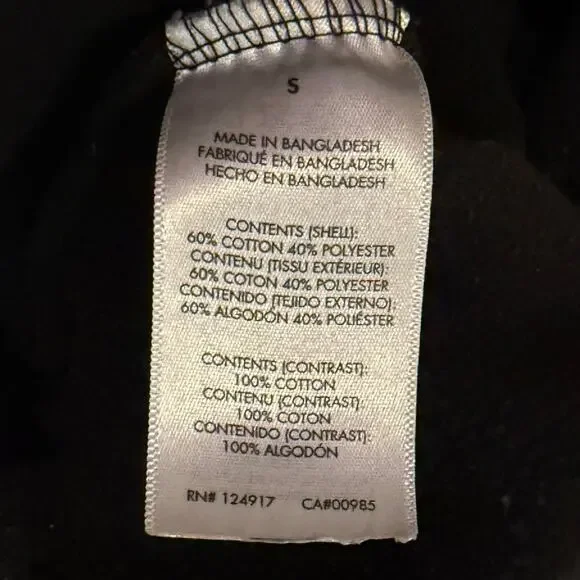 S
MADE IN BANGLADESH
FABRIQUÉ EN BANGLADESH
HECHO EN BANGLADESH
CONTENTS (SHELL):
60% COTTON 40% POLYESTER
CONTENU (TISSU EXTÉRIEUR):
60% COTON 40% POLYESTER
CONTENIDO (TEJIDO EXTERNO):
60% ALGODÓN 40% POLIÉSTER
CONTENTS (CONTRAST):
100% COTTON
CONTENU (CONTRAST):
100% COTON
CONTENIDO (CONTRAST):
100% ALGODÓN
RN# 124917 CA#00985